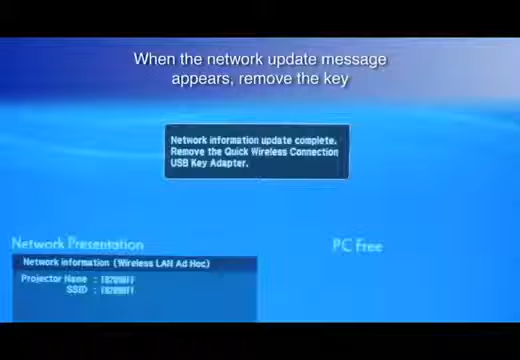 When the network update message
appears, remove the key
Network information update complete.
Remove the Quick Wireless Connection
USB Key Adapter.
Network Presentation
PC Free
Network information (Wireless LAN Ad Hoc)
Projector Name :
SSID :